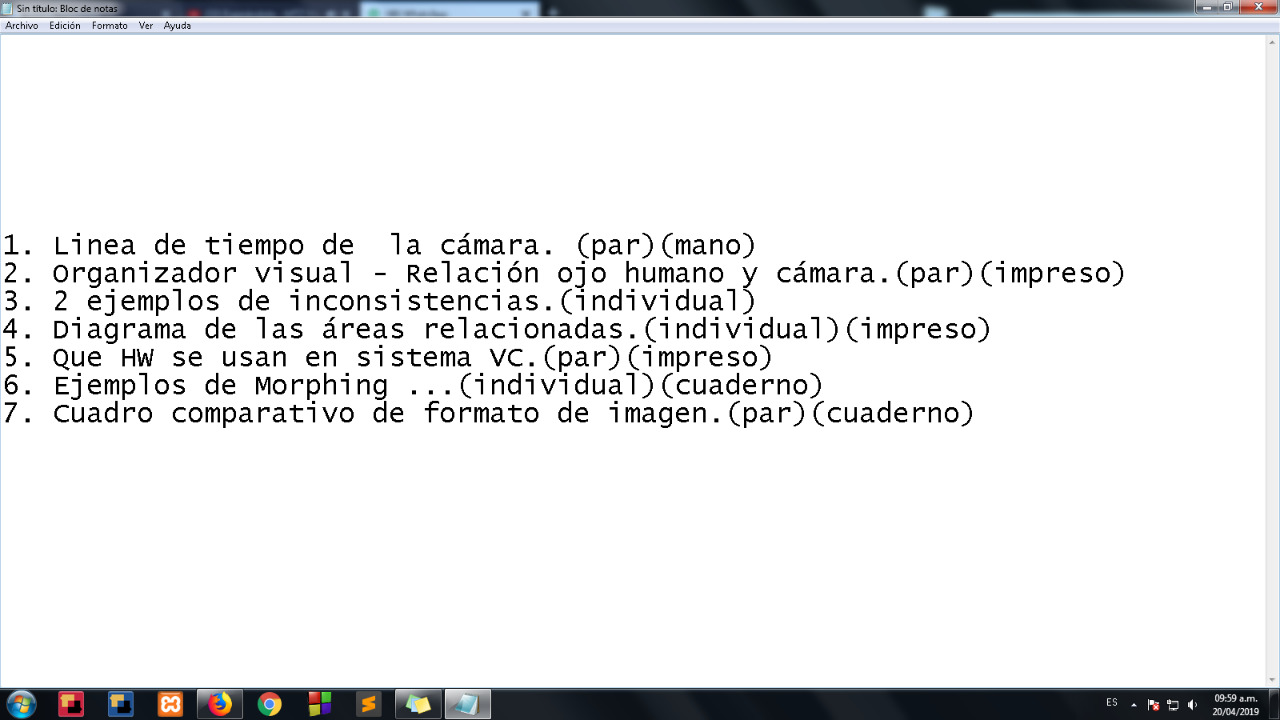 Sin título: Bloc de notas
Archivo Edición Formato Ver Ayuda
1. Linea de tiempo de  la cámara. (par)(mano)
2. Organizador visual - Relación ojo humano y cámara.(par)(impreso)
3. 2 ejemplos de inconsistencias.(individual)
4. Diagrama de las áreas relacionadas.(individual)(impreso)
5. Que HW se usan en sistema VC.(par)(impreso)
6. Ejemplos de Morphing ...(individual)(cuaderno)
7. Cuadro comparativo de formato de imagen.(par)(cuaderno)
ES
09:59 a.m.
20/04/2019